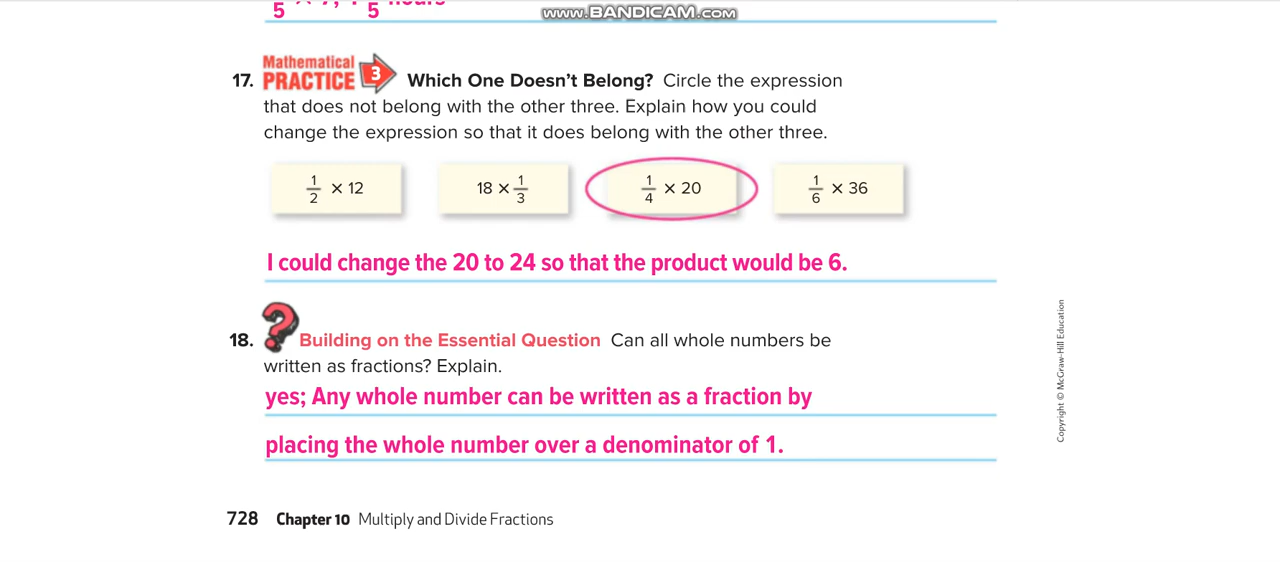 5 5
www.BANDICAM.com
17. Mathematical PRACTICE 3 Which One Doesn't Belong? Circle the expression
that does not belong with the other three. Explain how you could
change the expression so that it does belong with the other three.
1/2 × 12 18 × 1/3 1/4 × 20 1/6 × 36
I could change the 20 to 24 so that the product would be 6.
18. ? Building on the Essential Question Can all whole numbers be
written as fractions? Explain.
yes; Any whole number can be written as a fraction by
placing the whole number over a denominator of 1.
Copyright © McGraw-Hill Education
728 Chapter 10 Multiply and Divide Fractions